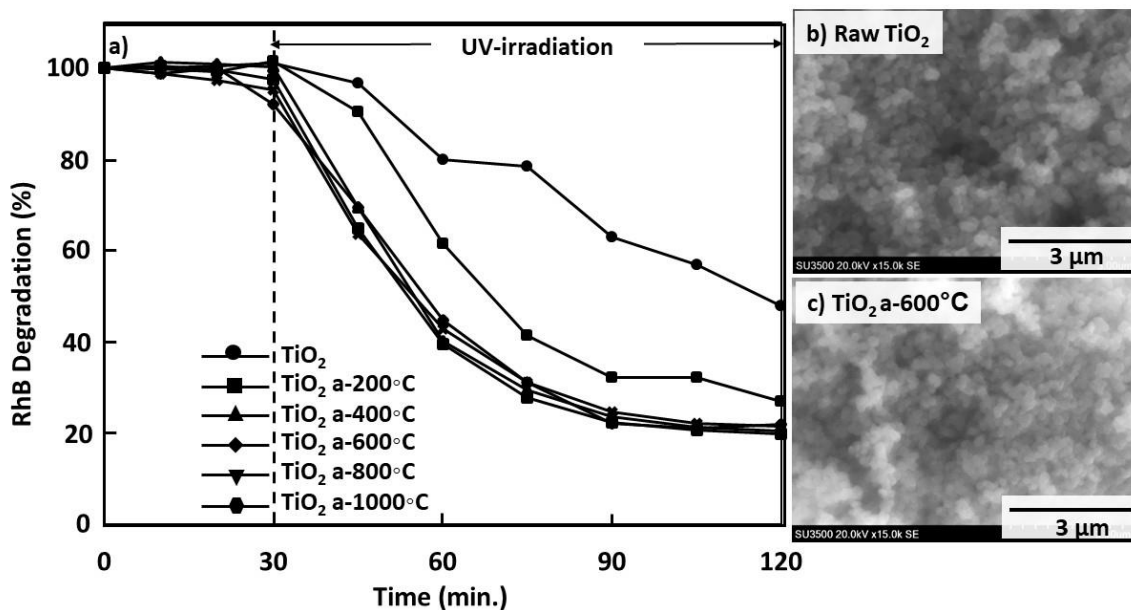 a)
UV-irradiation
100
80
60
40
20
0
RhB Degradation (%)
TiO₂
TiO₂ a-200◦C
TiO₂ a-400◦C
TiO₂ a-600◦C
TiO₂ a-800◦C
TiO₂ a-1000◦C
0 30 60 90 120
Time (min.)
b) Raw TiO₂
3 µm
SU3500 20.0kV x15.0k SE
c) TiO₂ a-600°C
3 µm
SU3500 20.0kV x15.0k SE